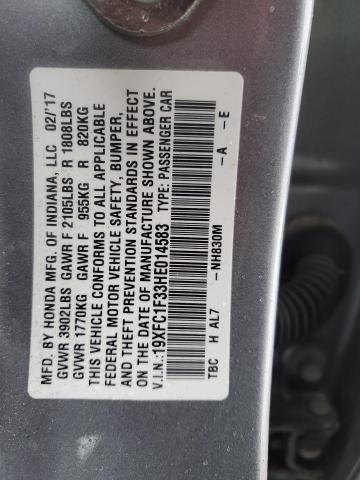 MFG. BY HONDA MFG. OF INDIANA, LLC 02/'17
GVWR 3902LBS GAWR F 2105LBS R 1808LBS
GVWR 1770KG GAWR F 955KG R 820KG
THIS VEHICLE CONFORMS TO ALL APPLICABLE
FEDERAL MOTOR VEHICLE SAFETY, BUMPER,
AND THEFT PREVENTION STANDARDS IN EFFECT
ON THE DATE OF MANUFACTURE SHOWN ABOVE.
V.I.N.:19XFC1F33HE014583 TYPE: PASSENGER CAR
-NH830M -A -E
TBC H AL7